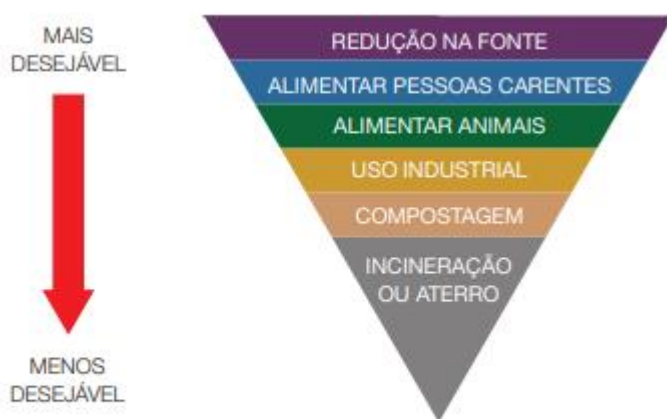 MAIS
DESEJÁVEL
REDUÇÃO NA FONTE
ALIMENTAR PESSOAS CARENTES
ALIMENTAR ANIMAIS
USO INDUSTRIAL
COMPOSTAGEM
INCINERAÇÃO
OU ATERRO
MENOS
DESEJÁVEL